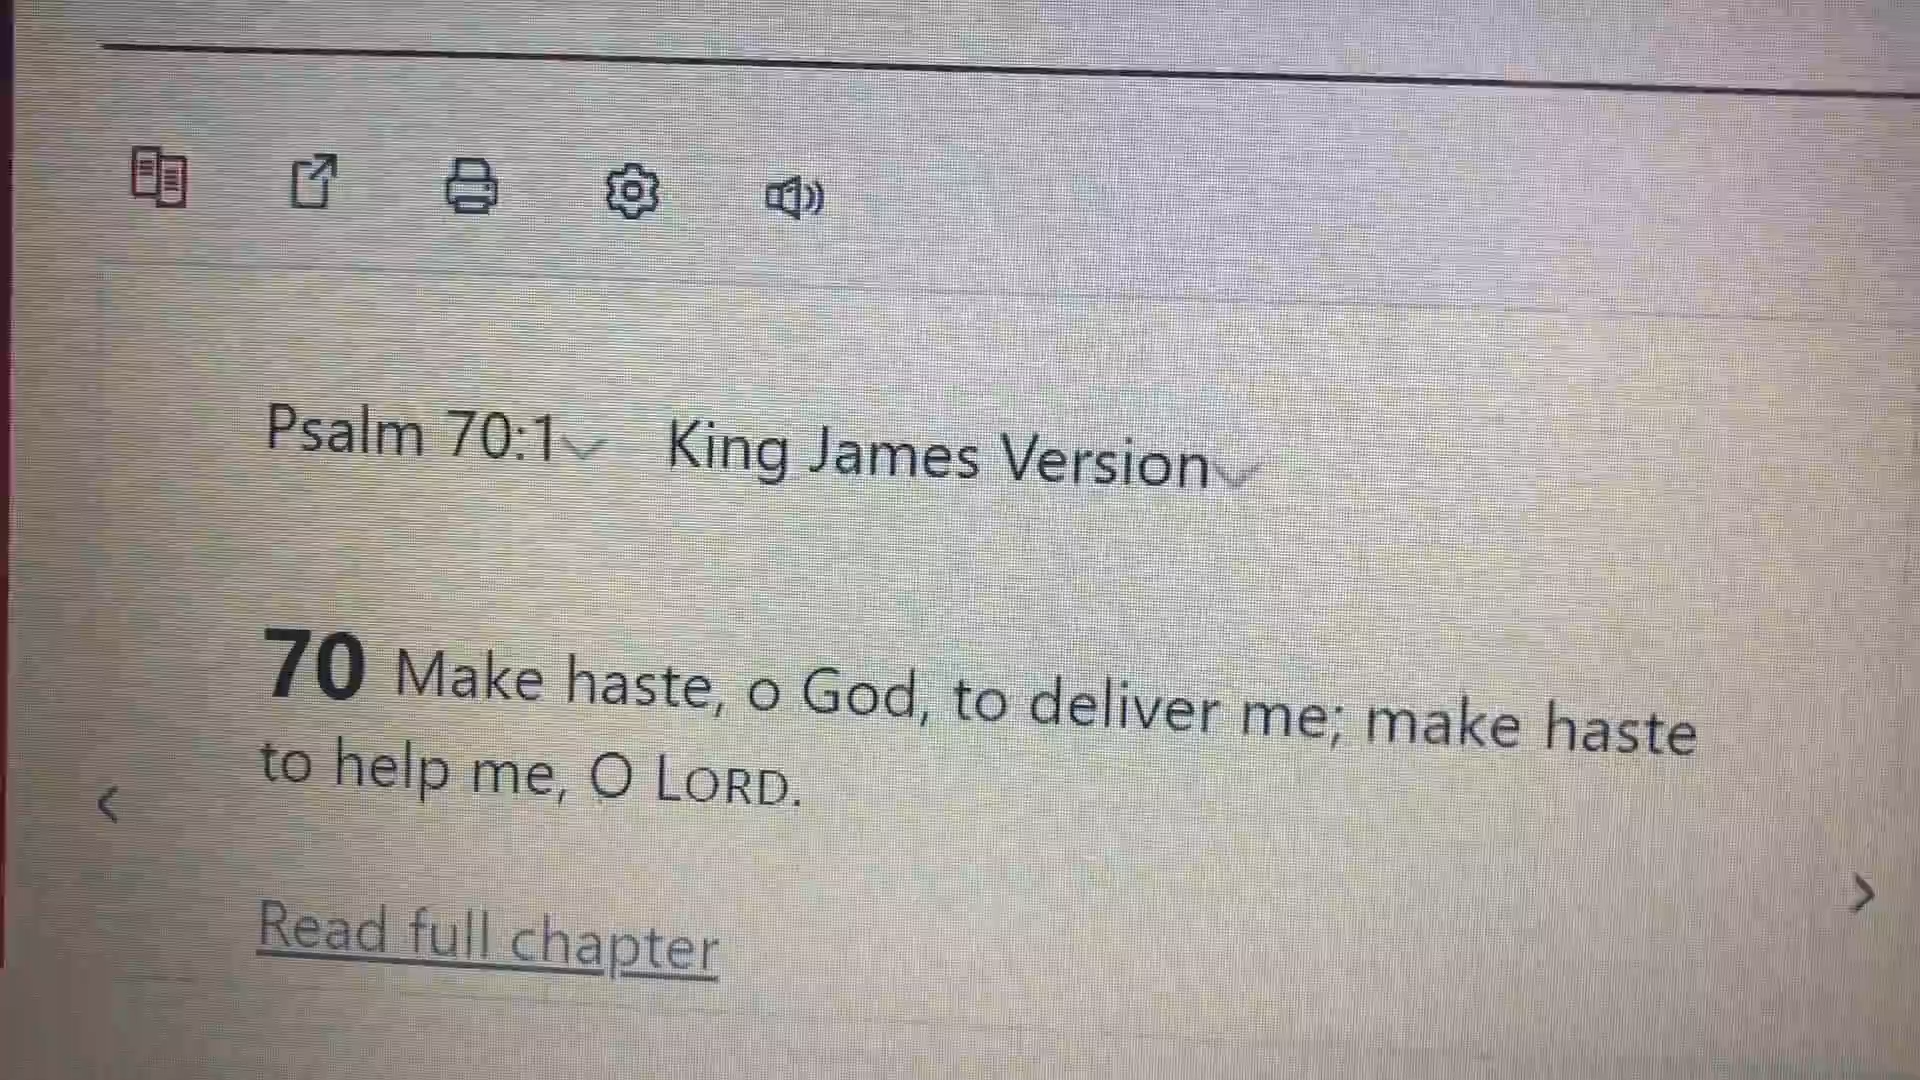 Psalm 70:1 King James Version
70 Make haste, o God, to deliver me; make haste
to help me, O LORD.
Read full chapter